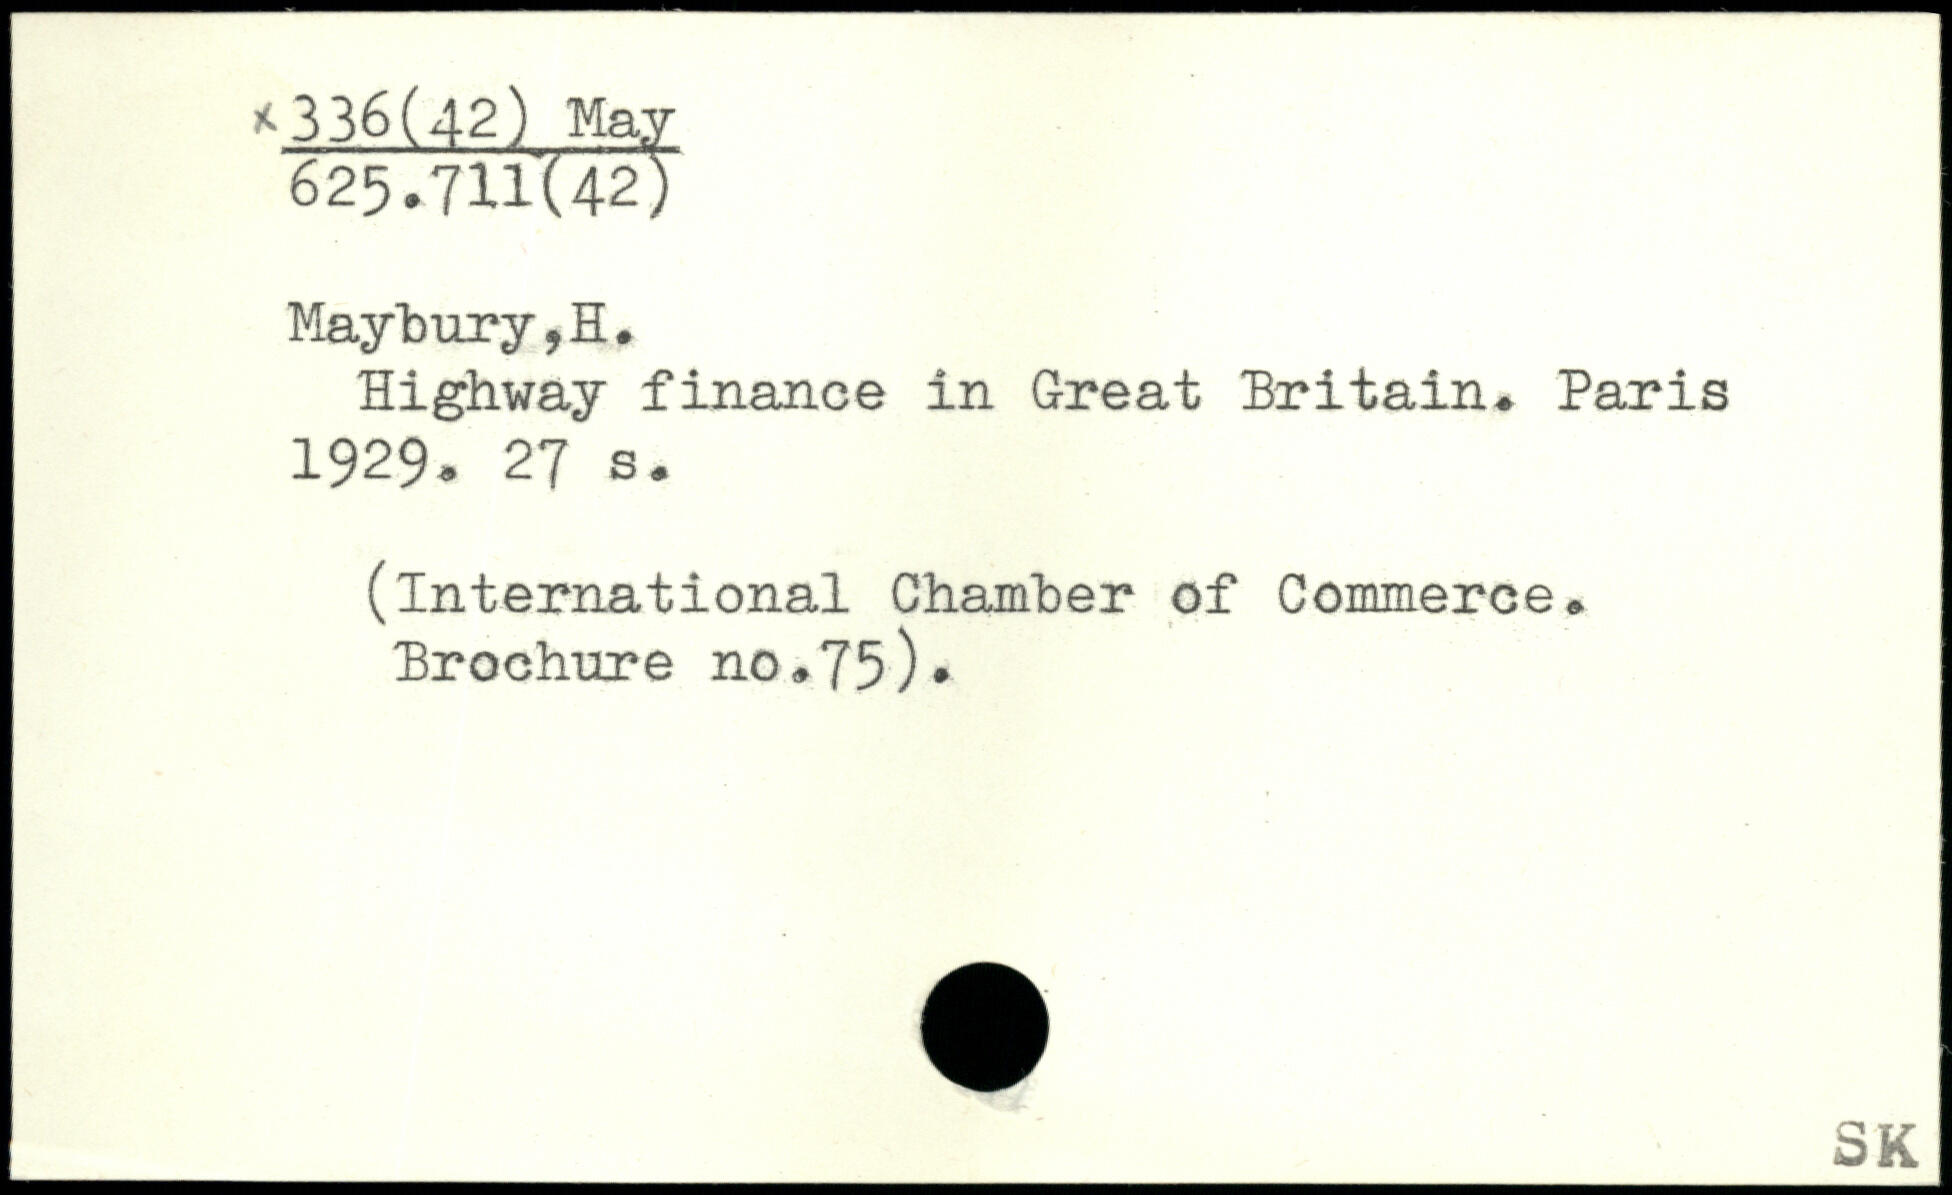 x 336(42) May
625.711(42)
Maybury,H.
Highway finance in Great Britain. Paris
1929. 27 s.
(International Chamber of Commerce.
Brochure no.75).
SK